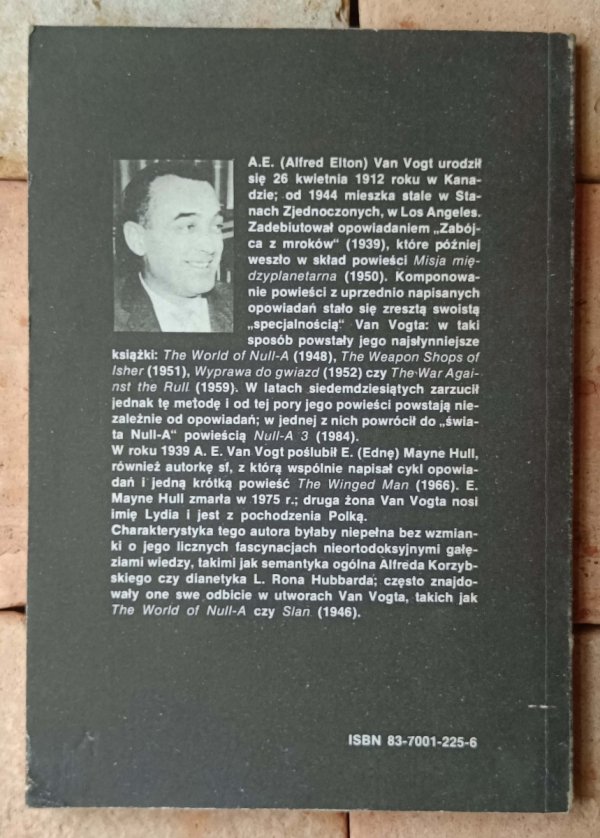 A.E. (Alfred Elton) Van Vogt urodził
się 26 kwietnia 1912 roku w Kana-
dzie; od 1944 mieszka stale w Sta-
nach Zjednoczonych, w Los Angeles.
Zadebiutował opowiadaniem „Zabój-
ca z mroków“ (1939), które później
weszło w skład powieści Misja mię-
dzyplanetarna (1950). Komponowa-
nie powieści z uprzednio napisanych
opowiadań stało się zresztą swoistą
„specjalnością“ Van Vogta: w taki
sposób powstały jego najsłynniejsze
książki: The World of Null-A (1948), The Weapon Shops of
Isher (1951), Wyprawa do gwiazd (1952) czy The War Agai-
nst the Rull (1959). W latach siedemdziesiątych zarzucił
jednak tę metodę i od tej pory jego powieści powstają nie-
zależnie od opowiadań; w jednej z nich powrócił do „świa-
ta Null-A“ powieścią Null-A 3 (1984).
W roku 1939 A. E. Van Vogt poślubił E. (Ednę) Mayne Hull,
również autorkę sf, z którą wspólnie napisał cykl opowia-
dań i jedną krótką powieść The Winged Man (1966). E.
Mayne Hull zmarła w 1975 r.; druga żona Van Vogta nosi
imię Lydia i jest z pochodzenia Polką.
Charakterystyka tego autora byłaby niepełna bez wzmian-
ki o jego licznych fascynacjach nieortodoksyjnymi gałę-
ziami wiedzy, takimi jak semantyka ogólna Alfreda Korzyb-
skiego czy dianetyka L. Rona Hubbarda; często znajdo-
wały one swe odbicie w utworach Van Vogta, takich jak
The World of Null-A czy Slan (1946).
ISBN 83-7001-225-6